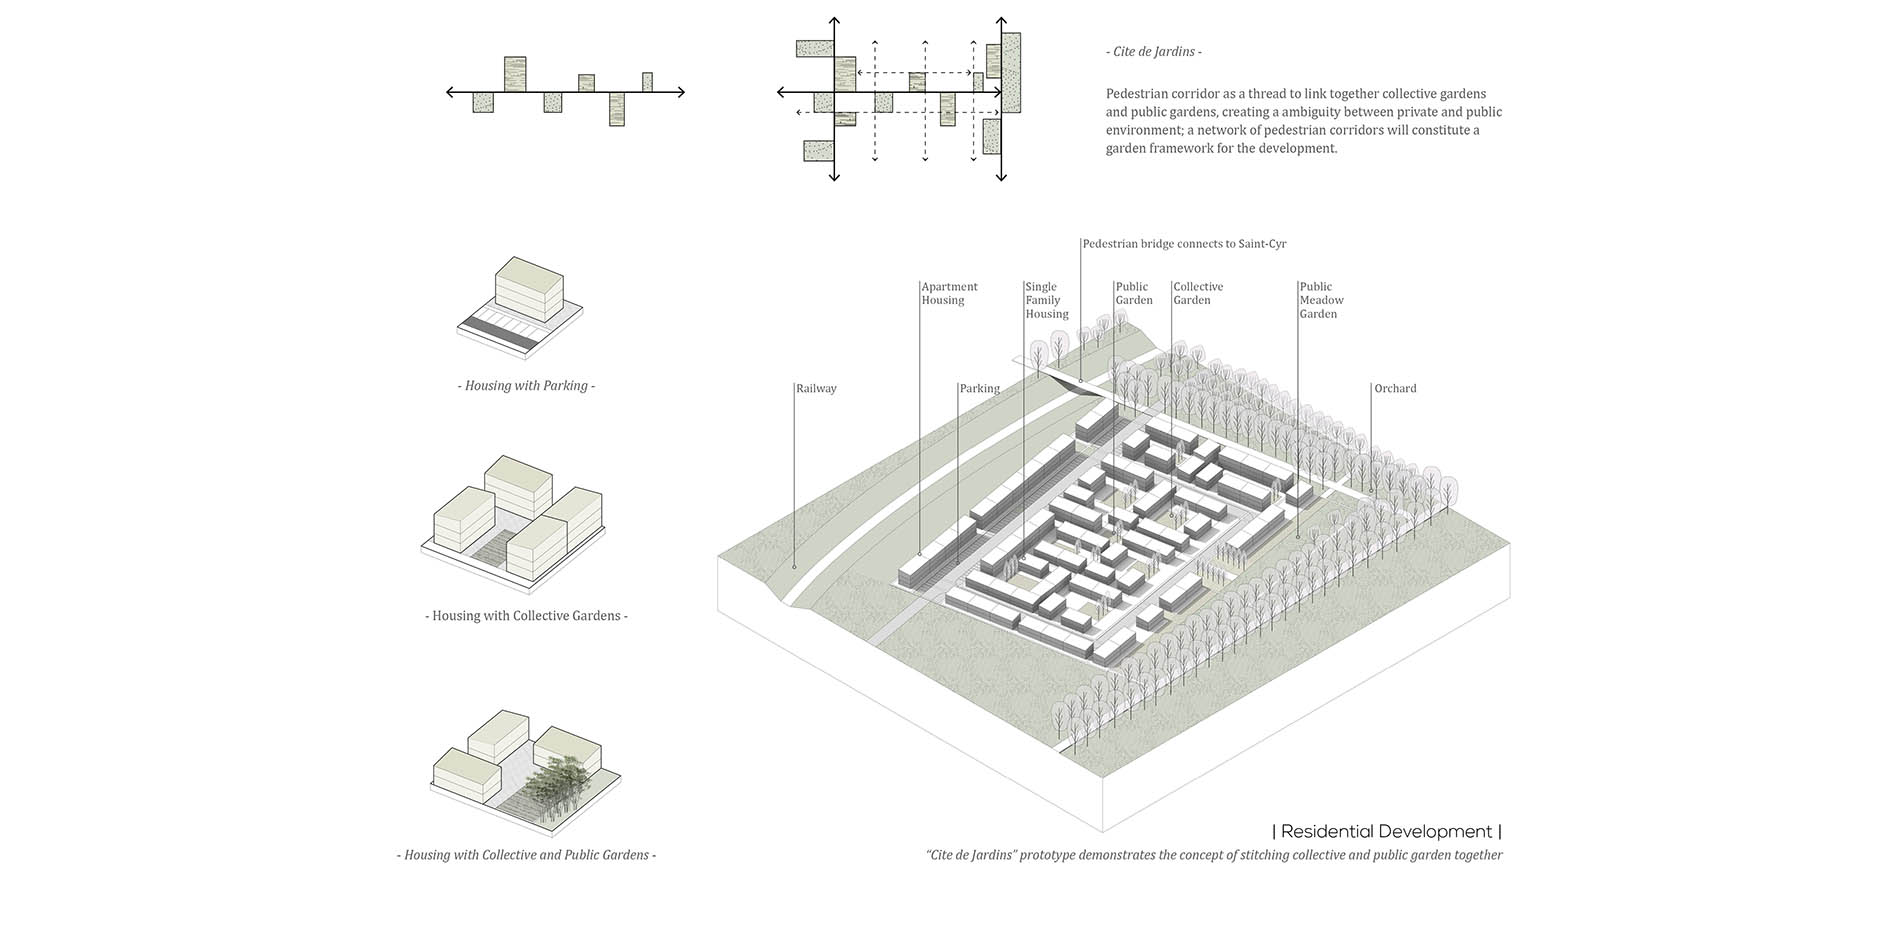 - Cite de Jardins -
Pedestrian corridor as a thread to link together collective gardens
and public gardens, creating a ambiguity between private and public
environment; a network of pedestrian corridors will constitute a
garden framework for the development.
Pedestrian bridge connects to Saint-Cyr
Apartment
Housing
Single
Family
Housing
Public
Garden
Collective
Garden
Public
Meadow
Garden
Railway
Parking
Orchard
- Housing with Parking -
- Housing with Collective Gardens -
- Housing with Collective and Public Gardens -
| Residential Development |
“Cite de Jardins” prototype demonstrates the concept of stitching collective and public garden together